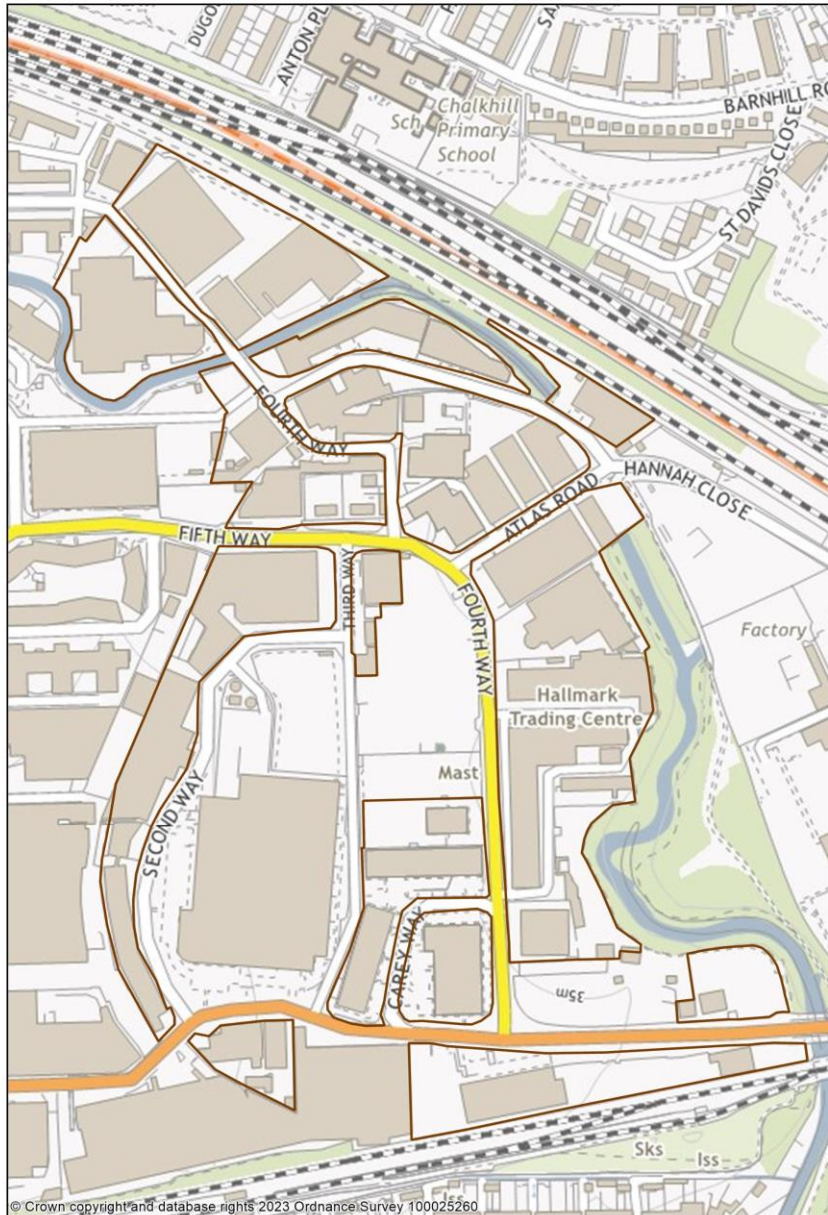 DUGO
ANTON PL
SA
BARNHILL RO
Sch
Chalkhill
Primary
School
ST DAVIDS CLOSE
FOURTH WAY
HANNAH CLOSE
ATLAS ROAD
FIFTH WAY
THIRD WAY
FOURTH WAY
Factory
Hallmark
Trading Centre
Mast
SECOND WAY
CAREY WAY
35m
Sks
Iss
Iss
© Crown copyright and database rights 2023 Ordnance Survey 100025260